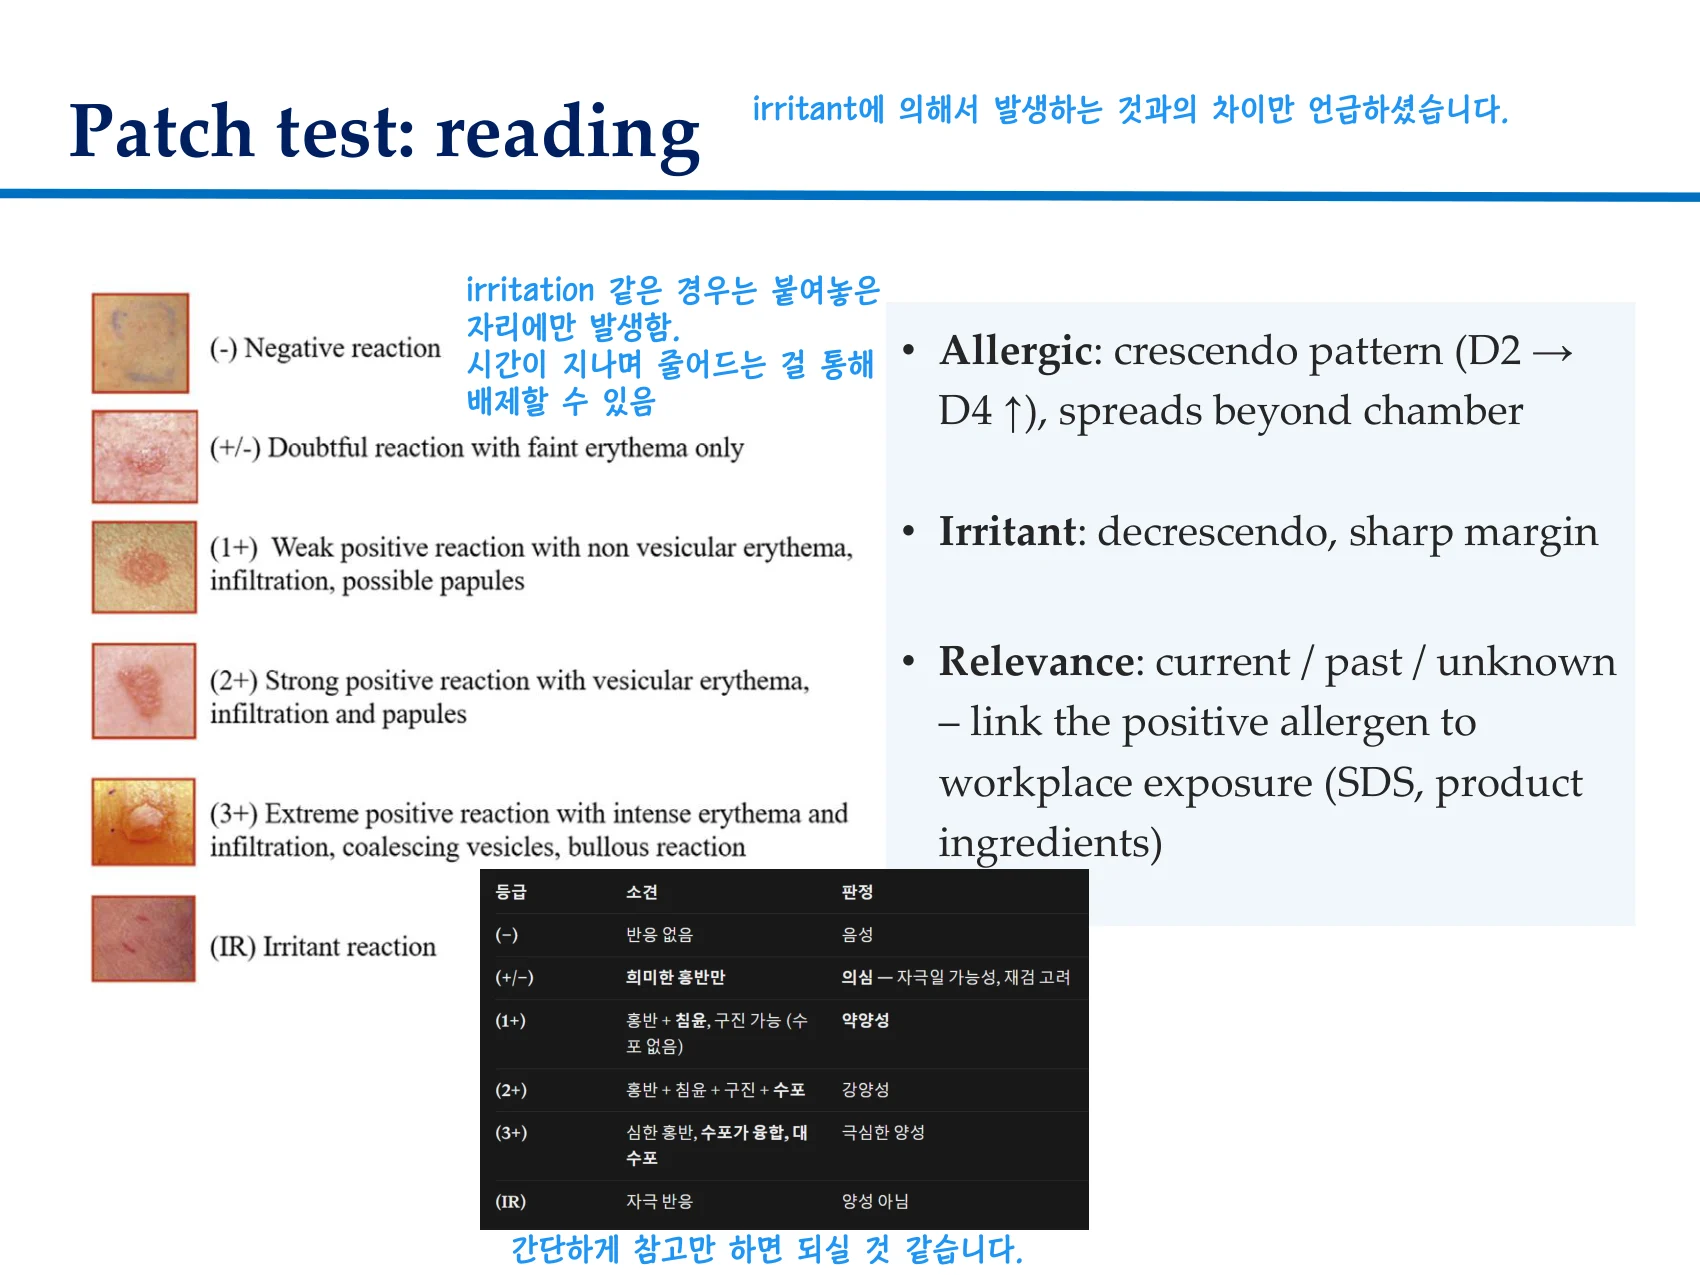 Patch test: reading
irritant에 의해서 발생하는 것과의 차이만 언급하셨습니다.
irritation 같은 경우는 붙여놓은
자리에만 발생함.
시간이 지나며 줄어드는 걸 통해
배제할 수 있음
(-) Negative reaction
(+/-) Doubtful reaction with faint erythema only
(1+) Weak positive reaction with non vesicular erythema,
infiltration, possible papules
(2+) Strong positive reaction with vesicular erythema,
infiltration and papules
(3+) Extreme positive reaction with intense erythema and
infiltration, coalescing vesicles, bullous reaction
(IR) Irritant reaction
• Allergic: crescendo pattern (D2 →
D4 ↑), spreads beyond chamber
• Irritant: decrescendo, sharp margin
• Relevance: current / past / unknown
– link the positive allergen to
workplace exposure (SDS, product
ingredients)
등급 소견 판정
(−) 반응 없음 음성
(+/−) 희미한 홍반만 의심 — 자극일 가능성, 재검 고려
(1+) 홍반 + 침윤, 구진 가능 (수 약양성
포 없음)
(2+) 홍반 + 침윤 + 구진 + 수포 강양성
(3+) 심한 홍반, 수포가 융합, 대 극심한 양성
수포
(IR) 자극 반응 양성 아님
간단하게 참고만 하면 되실 것 같습니다.